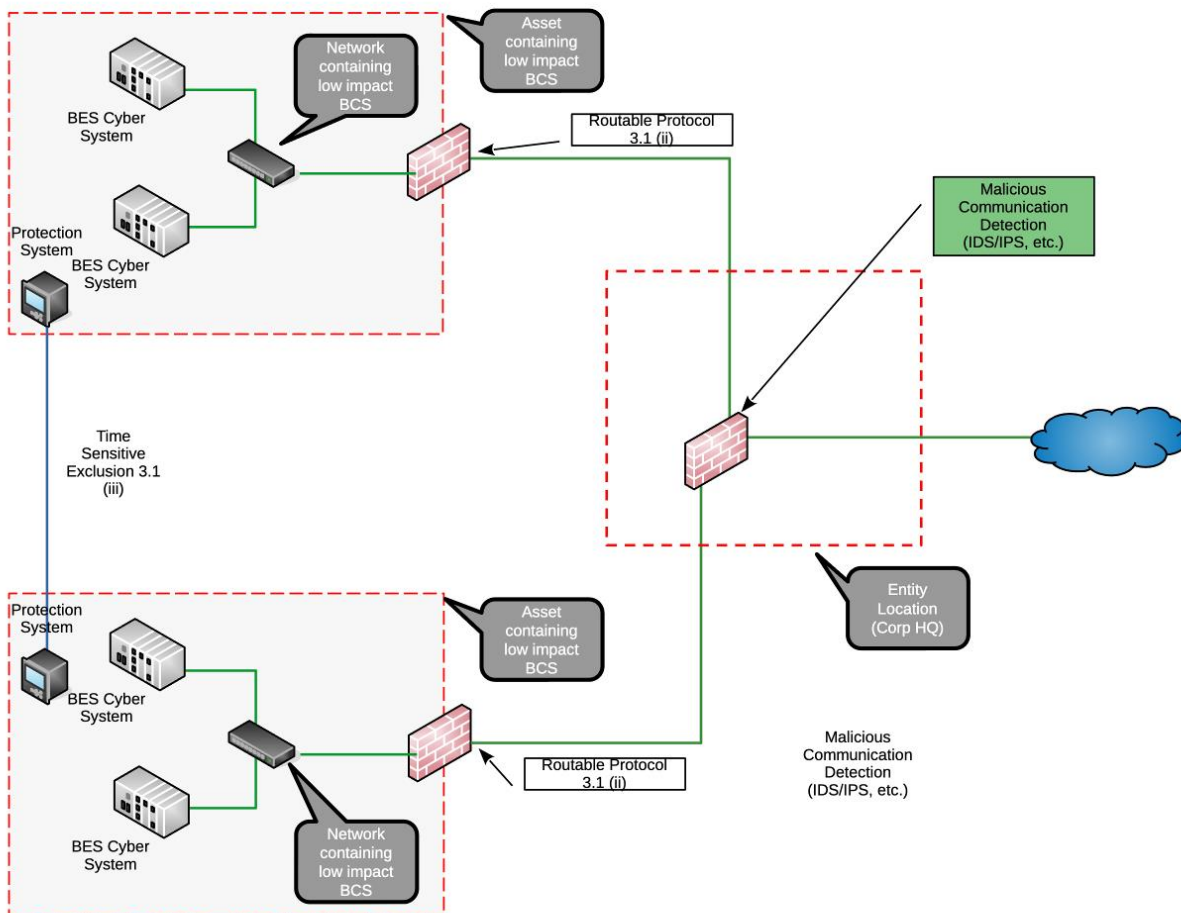 Network
containing
low impact
BCS
Asset
containing
low impact
BCS
BES Cyber
System
Routable Protocol
3.1 (ii)
Malicious
Communication
Detection
(IDS/IPS, etc.)
Protection
System
BES Cyber
System
Time
Sensitive
Exclusion 3.1
(iii)
Entity
Location
(Corp HQ)
Protection
System
Asset
containing
low impact
BCS
BES Cyber
System
Routable Protocol
3.1 (ii)
Malicious
Communication
Detection
(IDS/IPS, etc.)
BES Cyber
System
Network
containing
low impact
BCS